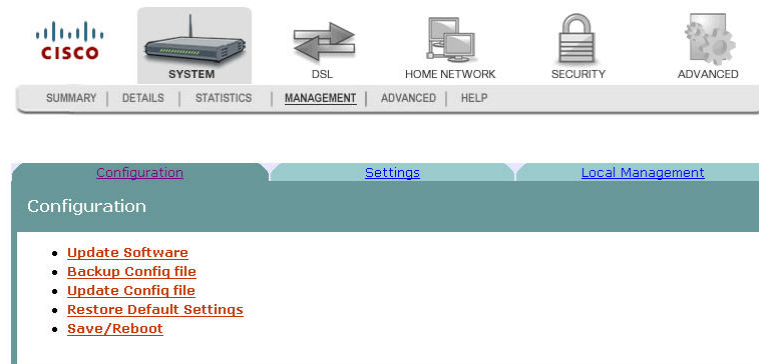 CISCO
SYSTEM DSL HOME NETWORK SECURITY ADVANCED
SUMMARY | DETAILS | STATISTICS | MANAGEMENT | ADVANCED | HELP
Configuration Settings Local Management
Configuration
Update Software
Backup Config file
Update Config file
Restore Default Settings
Save/Reboot